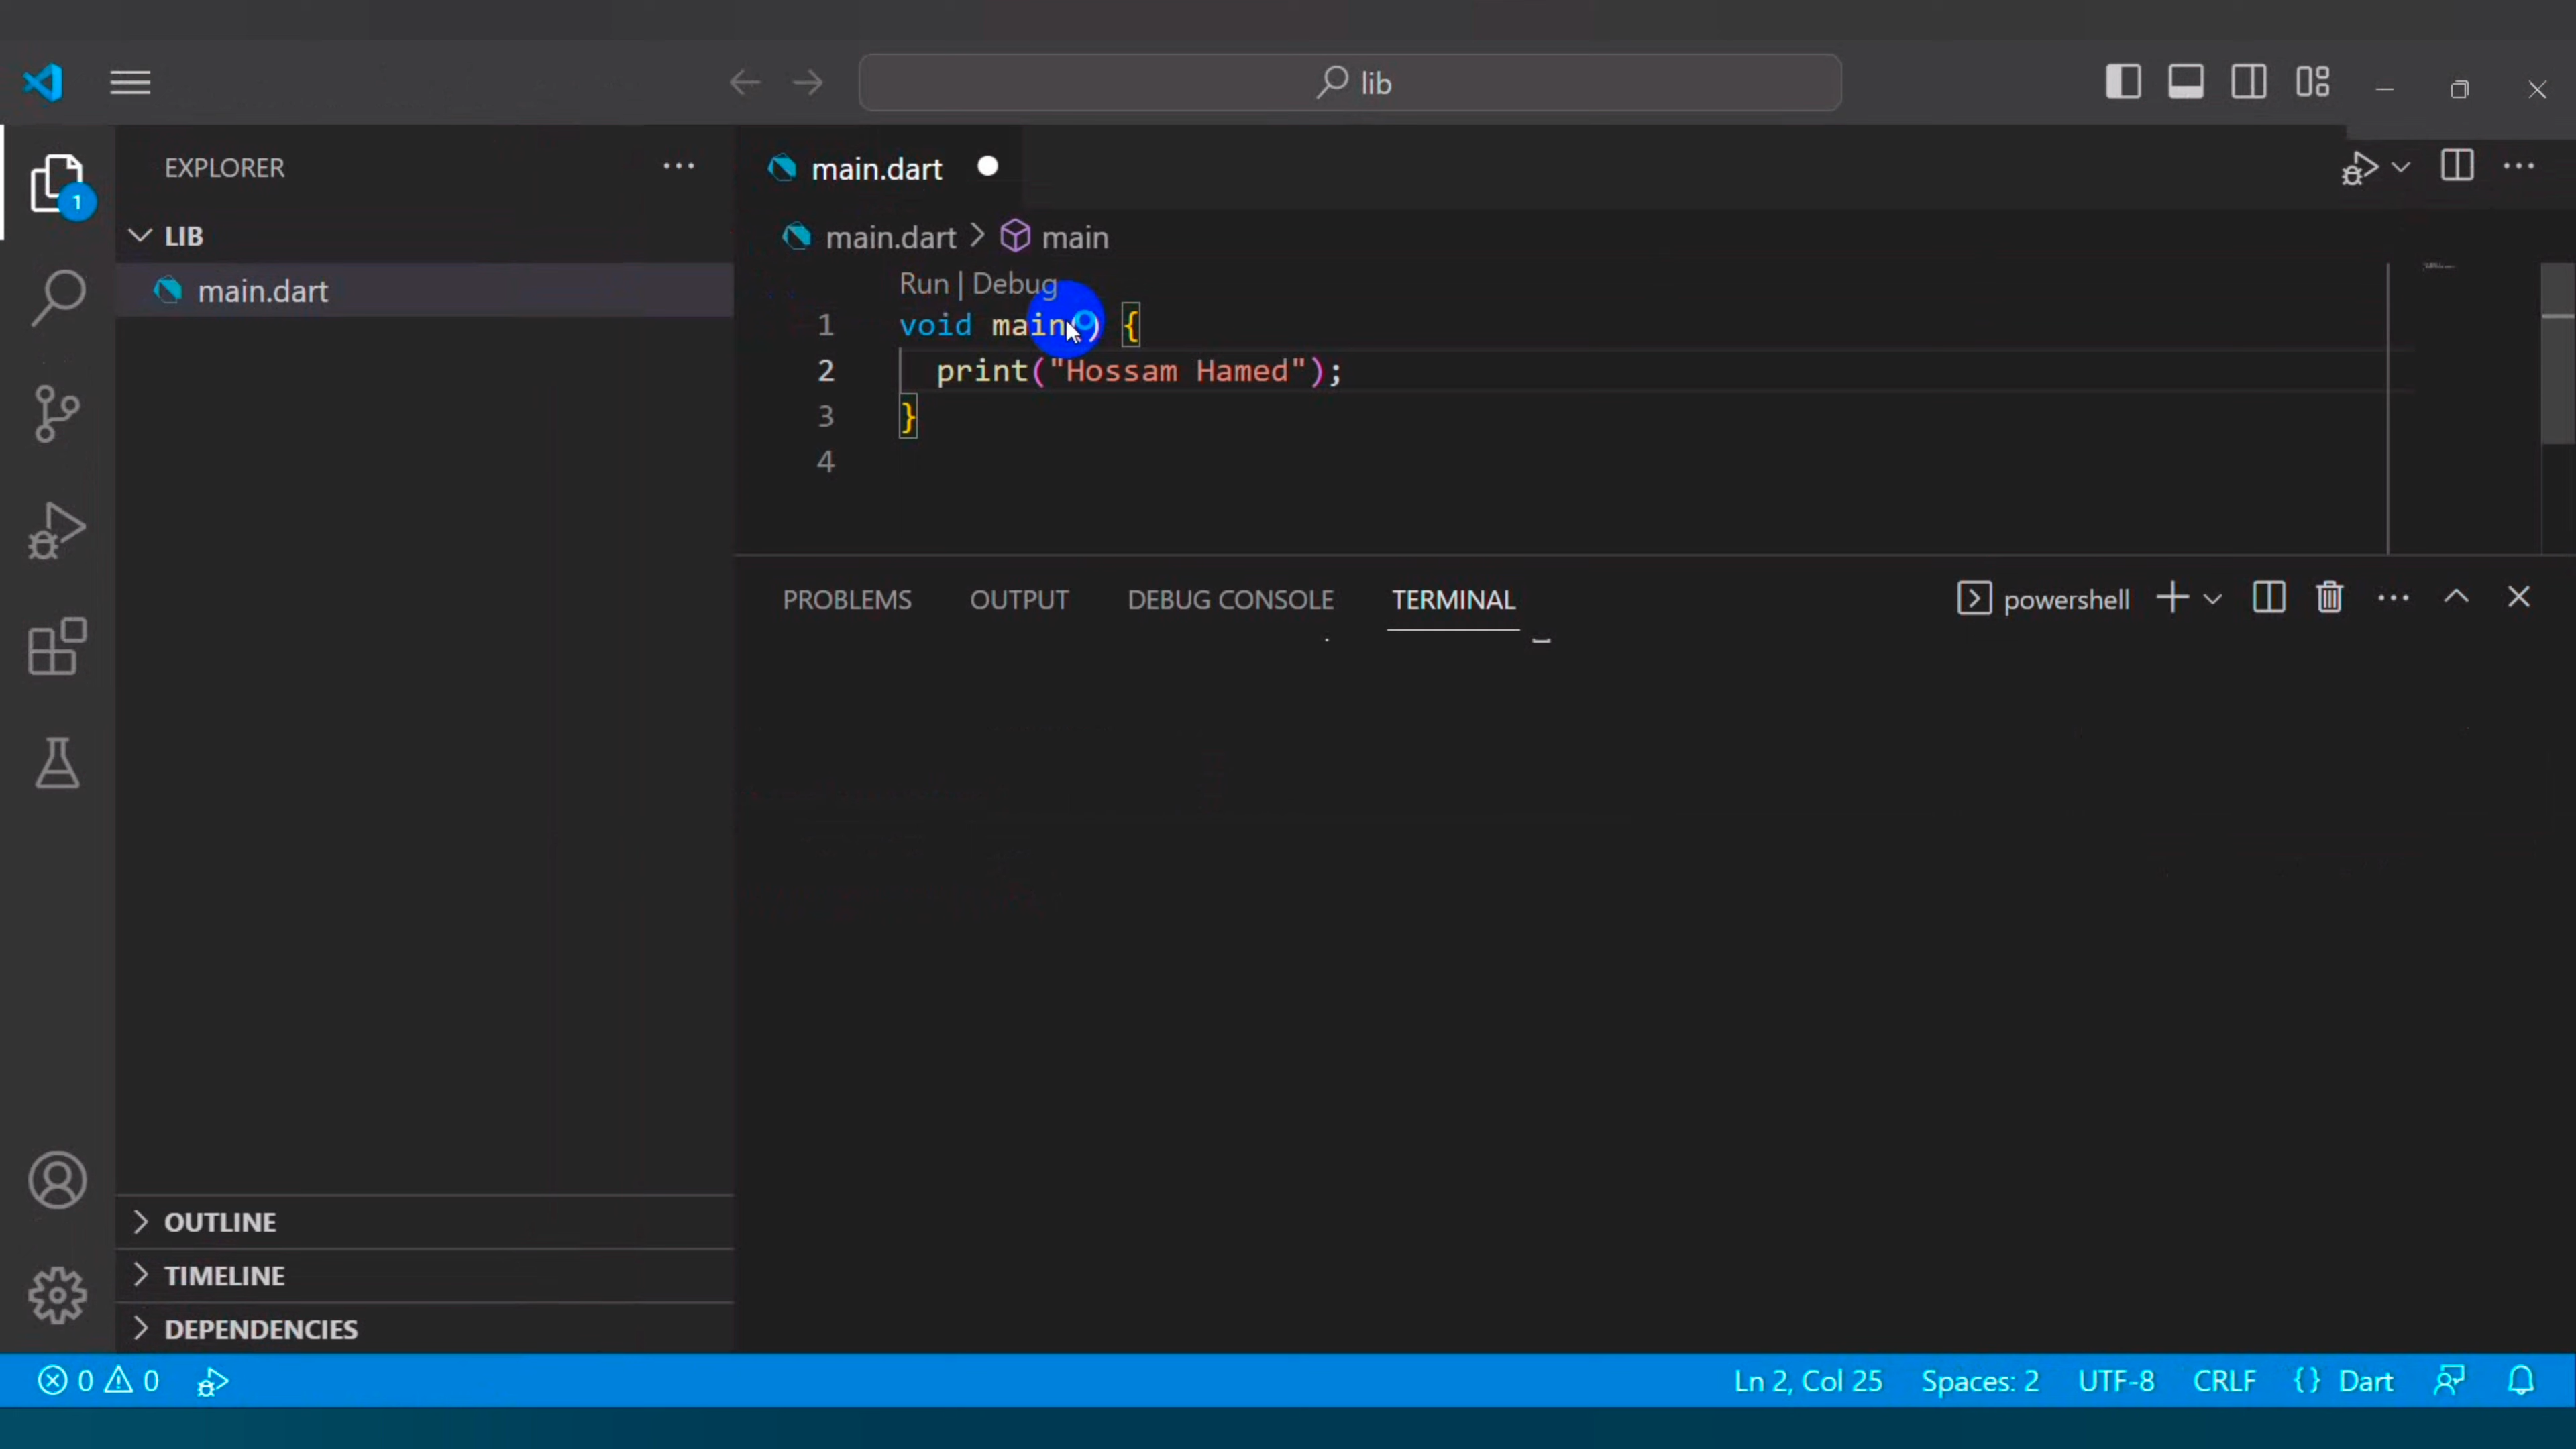 lib
EXPLORER
1
LIB
main.dart
OUTLINE
TIMELINE
DEPENDENCIES
main.dart
main.dart > main
Run | Debug
1 void main() {
2 print("Hossam Hamed");
3 }
4
PROBLEMS OUTPUT DEBUG CONSOLE TERMINAL
powershell
0 0
Ln 2, Col 25 Spaces: 2 UTF-8 CRLF {} Dart